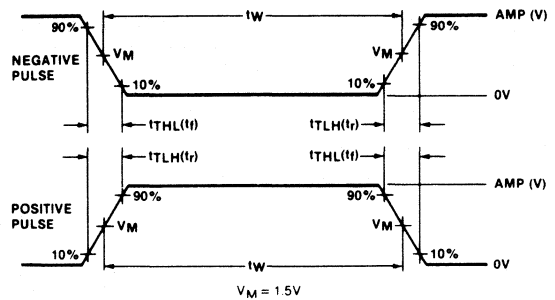 tW
AMP (V)
90%
90%
NEGATIVE
PULSE
VM
VM
10%
10%
0V
tTHL(tf)
tTLH(tr)
tTLH(tr)
tTHL(tf)
AMP (V)
90%
90%
POSITIVE
PULSE
VM
VM
10%
10%
tW
0V
VM = 1.5V